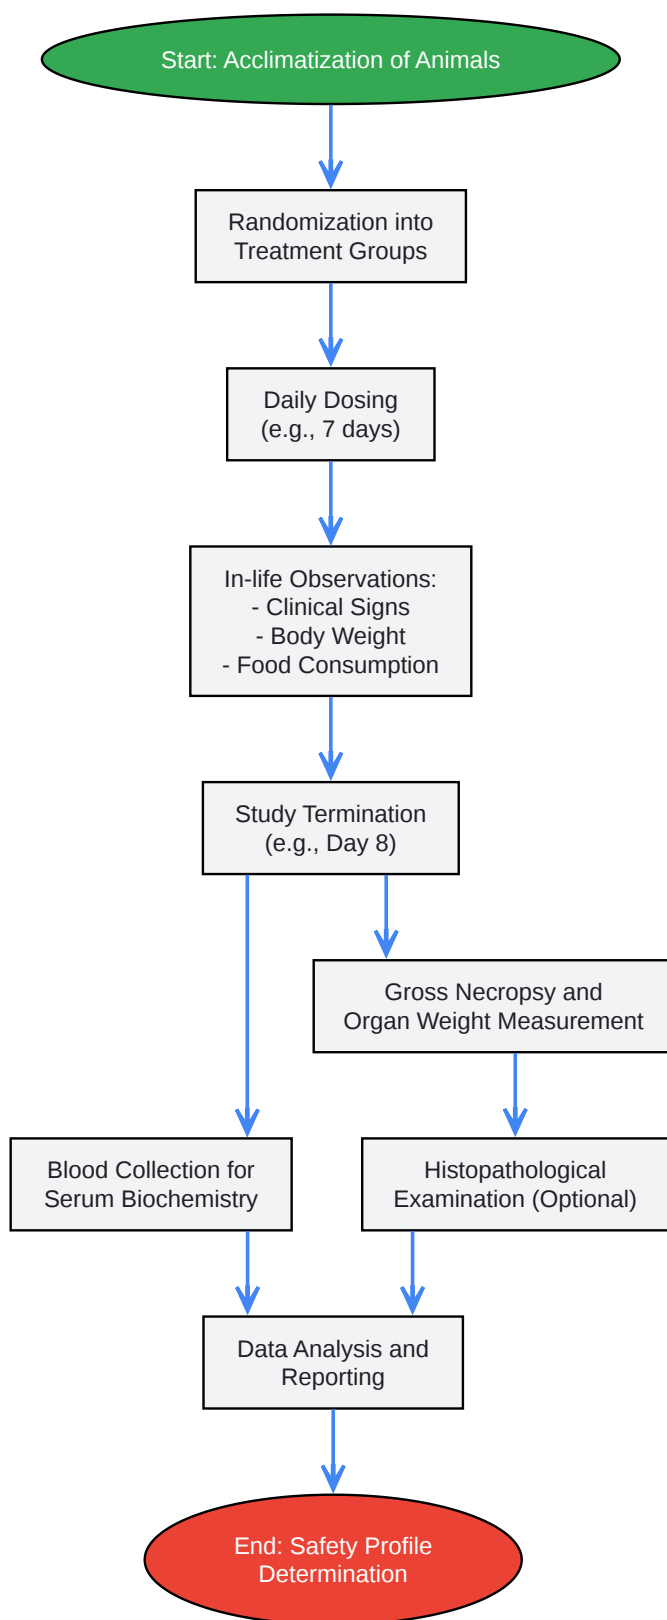 Start: Acclimatization of Animals
Randomization into
Treatment Groups
Daily Dosing
(e.g., 7 days)
In-life Observations:
- Clinical Signs
- Body Weight
- Food Consumption
Study Termination
(e.g., Day 8)
Gross Necropsy and
Organ Weight Measurement
Blood Collection for
Serum Biochemistry
Histopathological
Examination (Optional)
Data Analysis and
Reporting
End: Safety Profile
Determination